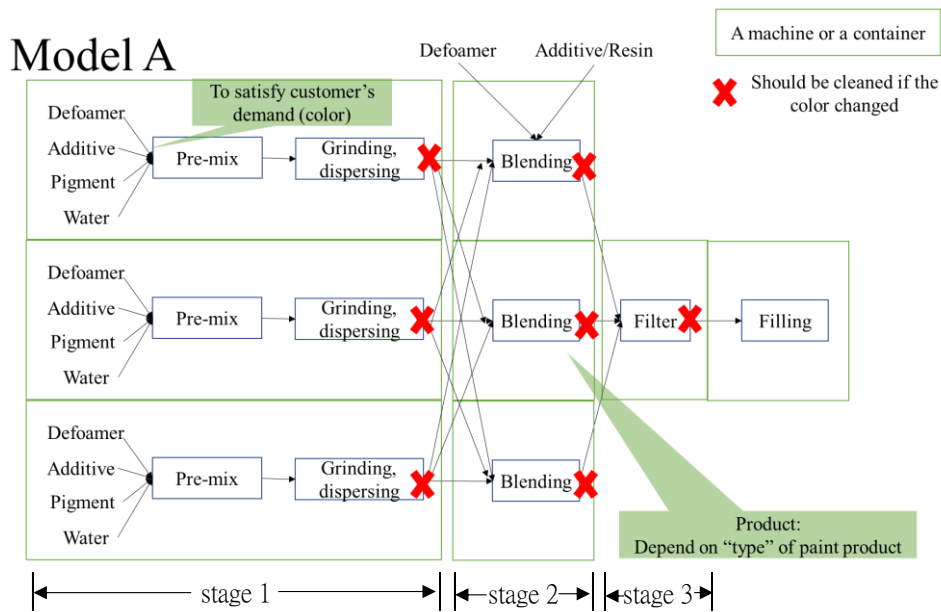 Model A
Defoamer
Additive/Resin
A machine or a container
Should be cleaned if the
color changed
To satisfy customer's
demand (color)
Defoamer
Additive
Pigment
Water
Pre-mix
Grinding,
dispersing
Blending
Defoamer
Additive
Pigment
Water
Pre-mix
Grinding,
dispersing
Blending
Filter
Filling
Defoamer
Additive
Pigment
Water
Pre-mix
Grinding,
dispersing
Blending
Product:
Depend on “type” of paint product
stage 1
stage 2
stage 3